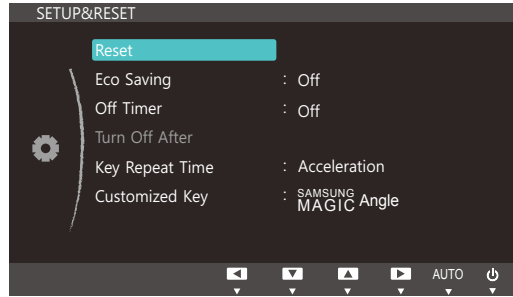 SETUP&RESET
Reset
Eco Saving : Off
Off Timer : Off
Turn Off After
Key Repeat Time : Acceleration
Customized Key : SAMSUNG MAGIC Angle
AUTO